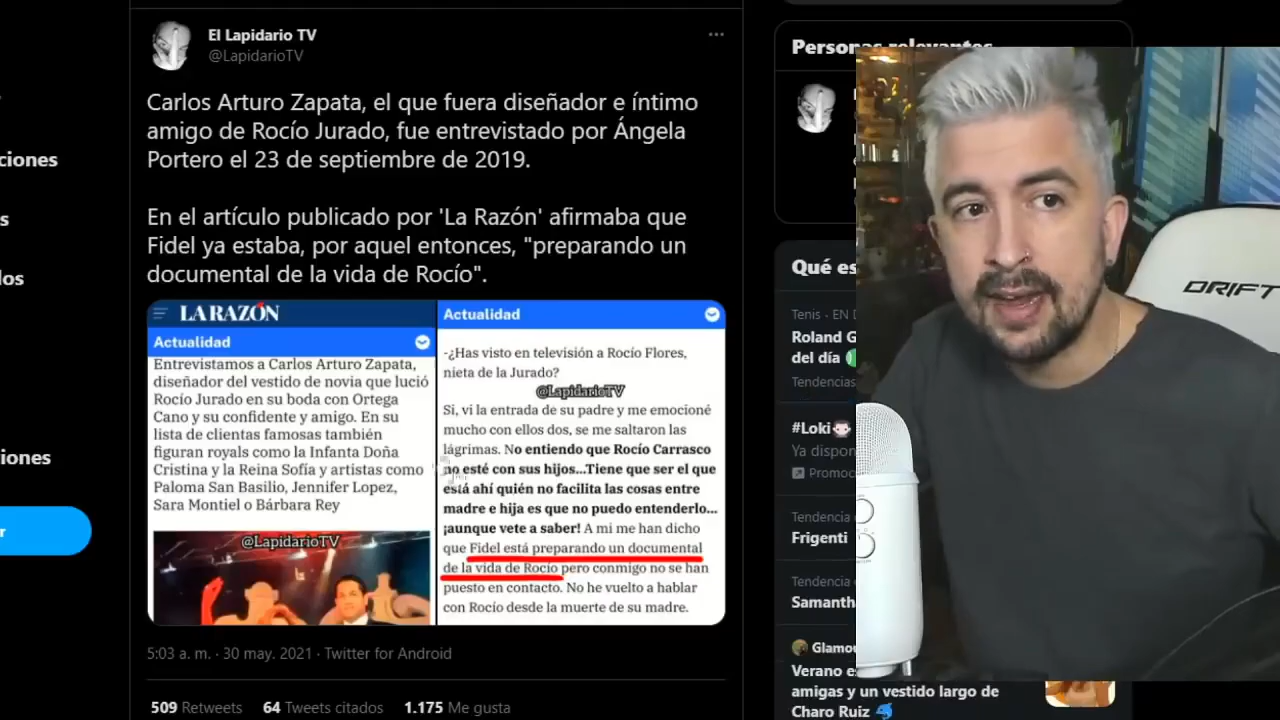 El Lapidario TV
@LapidarioTV
Carlos Arturo Zapata, el que fuera diseñador e íntimo
amigo de Rocío Jurado, fue entrevistado por Ángela
Portero el 23 de septiembre de 2019.
En el artículo publicado por 'La Razón' afirmaba que
Fidel ya estaba, por aquel entonces, "preparando un
documental de la vida de Rocío".
LA RAZÓN
Actualidad
Entrevistamos a Carlos Arturo Zapata,
diseñador del vestido de novia que lució
Rocío Jurado en su boda con Ortega
Cano y su confidente y amigo. En su
lista de clientas famosas también
figuran royals como la Infanta Doña
Cristina y la Reina Sofía y artistas como
Paloma San Basilio, Jennifer Lopez,
Sara Montiel o Bárbara Rey
@LapidarioTV
Actualidad
-¿Has visto en televisión a Rocío Flores,
nieta de la Jurado?
@LapidarioTV
Si, vi la entrada de su padre y me emocioné
mucho con ellos dos, se me saltaron las
lágrimas. No entiendo que Rocío Carrasco
no esté con sus hijos...Tiene que ser el que
está ahí quién no facilita las cosas entre
madre e hija es que no puedo entenderlo...
¡aunque vete a saber! A mi me han dicho
que Fidel está preparando un documental
de la vida de Rocío pero conmigo no se han
puesto en contacto. No he vuelto a hablar
con Rocío desde la muerte de su madre.
5:03 a. m. · 30 may. 2021 · Twitter for Android
509 Retweets 64 Tweets citados 1.175 Me gusta
ciones
s
los
iones
r
Personas relevantes
Qué es
Tenis · EN D
Roland G
del día
Tendencias
#Loki
Ya dispon
Promoc
Tendencia
Frigenti
Tendencia
Samantha
Glamou
Verano e
amigas y un vestido largo de
Charo Ruiz
DRIFT